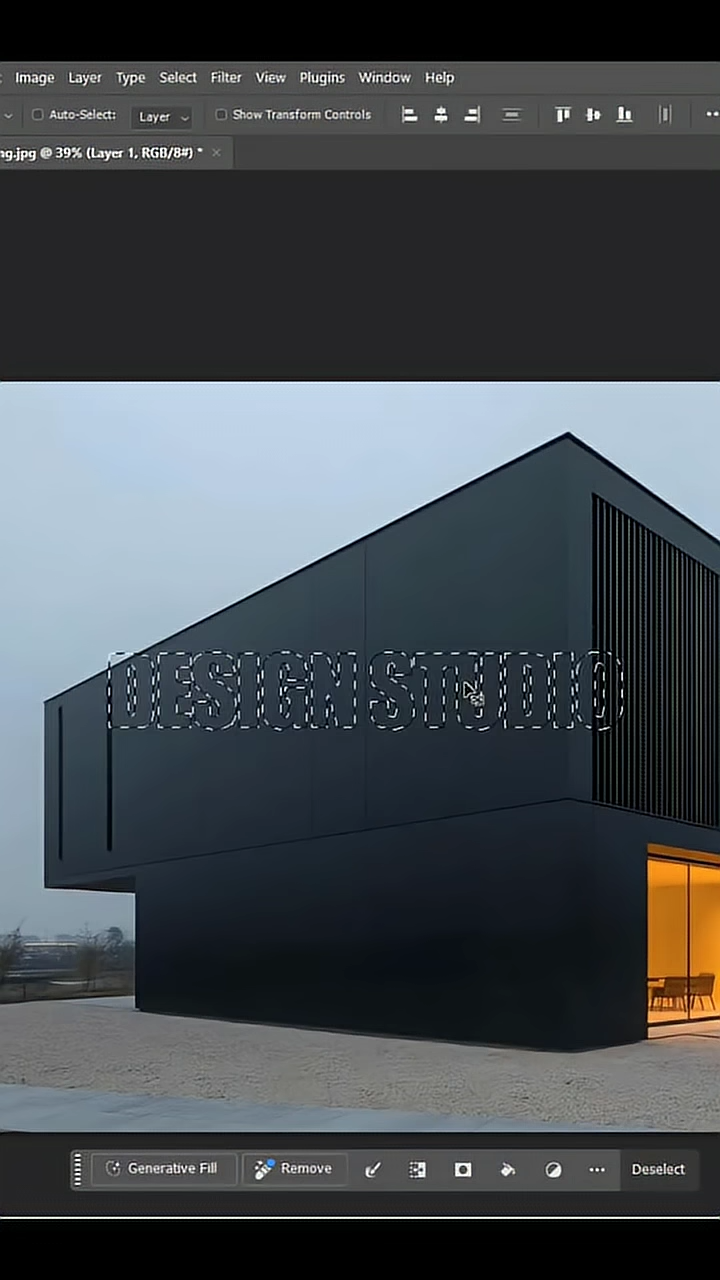 Image Layer Type Select Filter View Plugins Window Help
Auto-Select: Layer Show Transform Controls
ng.jpg @ 39% (Layer 1, RGB/8#) * ×
DESIGN STUDIO
Generative Fill Remove Deselect